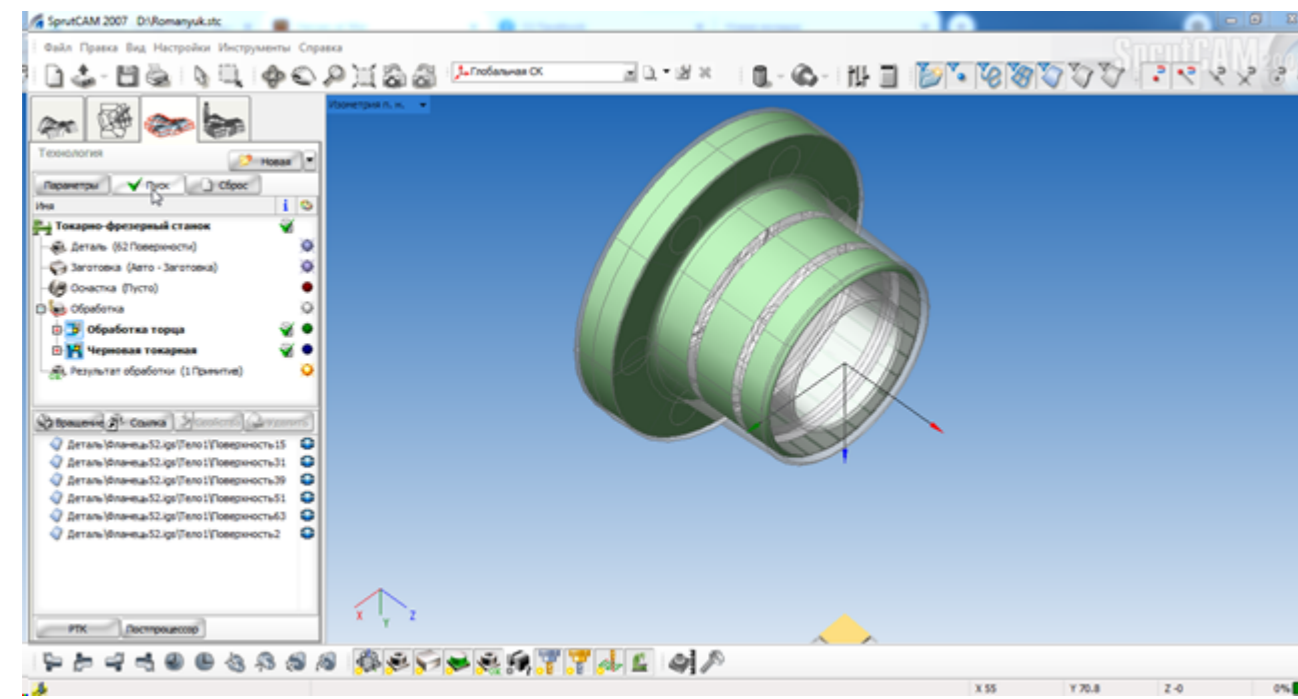 SprutCAM 2007 D:\Romanyuk.stc
Файл Правка Вид Настройки Инструменты Справка
Глобальная СК
SprutCAM
Изометрия п. н.
Технология
Новая
Параметры Пуск Сброс
Имя
Токарно-фрезерный станок
Деталь (62 Поверхности)
Заготовка (Авто - Заготовка)
Оснастка (Пусто)
Обработка
Обработка торца
Черновая токарная
Результат обработки (1 Примитив)
Вращение Ссылка
Деталь\Фланець52.igs\Тело1\Поверхность15
Деталь\Фланець52.igs\Тело1\Поверхность31
Деталь\Фланець52.igs\Тело1\Поверхность39
Деталь\Фланець52.igs\Тело1\Поверхность51
Деталь\Фланець52.igs\Тело1\Поверхность63
Деталь\Фланець52.igs\Тело1\Поверхность2
X Y Z
РТК Постпроцессор
X 55 Y 70.8 Z -0 0%